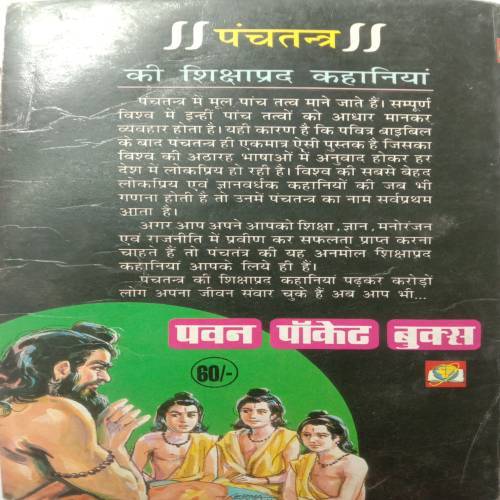 पंचतन्त्र
की शिक्षाप्रद कहानियां
पंचतन्त्र में मूल पांच तत्व माने जाते हैं। सम्पूर्ण
विश्व में इन्हीं पांच तत्वों को आधार मानकर
व्यवहार होता है। यही कारण है कि पवित्र बाइबिल
के बाद पंचतन्त्र ही एकमात्र ऐसी पुस्तक है जिसका
विश्व की अठारह भाषाओं में अनुवाद होकर हर
देश में लोकप्रिय हो रही है। विश्व की सबसे बेहद
लोकप्रिय एवं ज्ञानवर्धक कहानियों की जब भी
गणना होती है तो उनमें पंचतन्त्र का नाम सर्वप्रथम
आता है।
अगर आप अपने आपको शिक्षा, ज्ञान, मनोरंजन
एवं राजनीति में प्रवीण कर सफलता प्राप्त करना
चाहते हैं तो पंचतंत्र की यह अनमोल शिक्षाप्रद
कहानियां आपके लिये ही हैं।
पंचतन्त्र की शिक्षाप्रद कहानियां पढ़कर करोड़ों
लोग अपना जीवन संवार चुके हैं अब आप भी...
पवन पॉकेट बुक्स
60/-